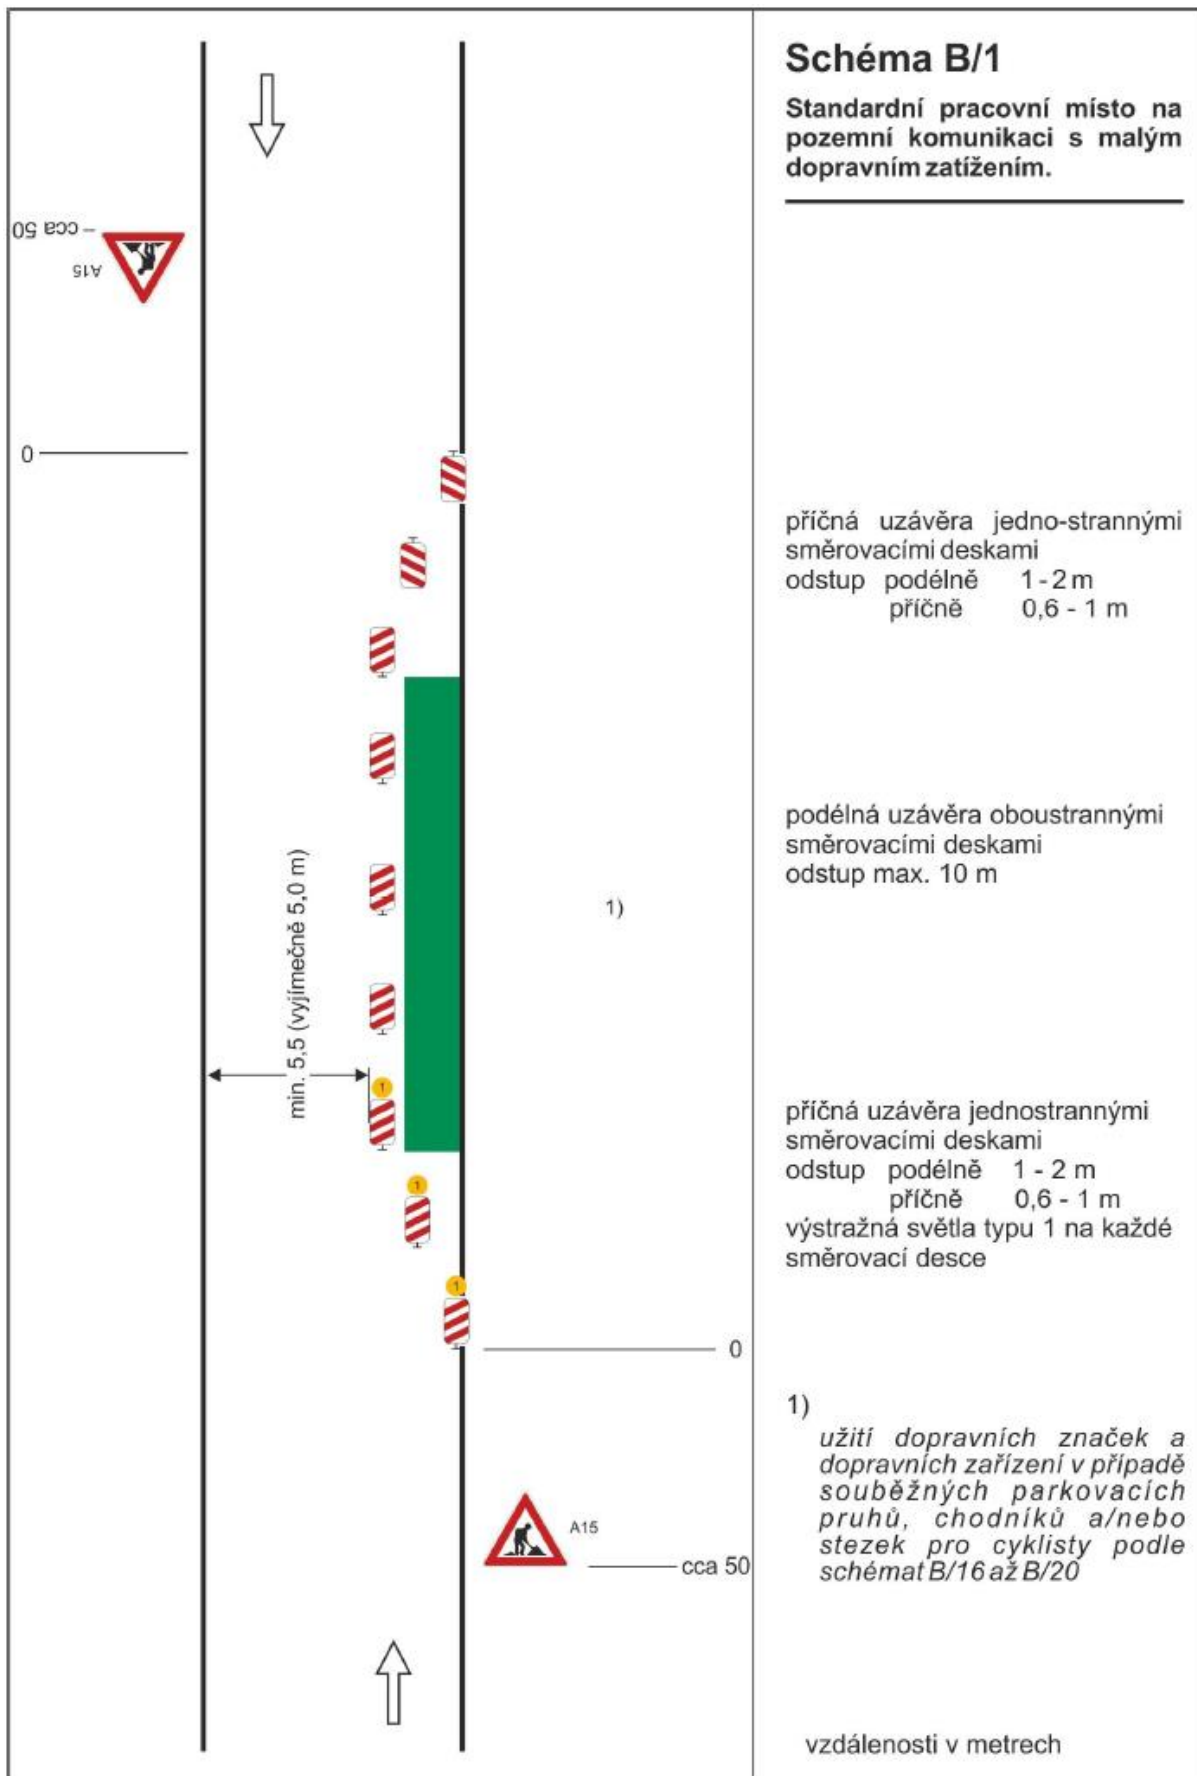 Schéma B/1
Standardní pracovní místo na
pozemní komunikaci s malým
dopravním zatížením.
cca 50
A15
0
příčná uzávěra jedno-strannými
směrovacími deskami
odstup podélně 1 - 2 m
příčně 0,6 - 1 m
podélná uzávěra oboustrannými
směrovacími deskami
odstup max. 10 m
1)
min. 5,5 (vyjímečně 5,0 m)
1
příčná uzávěra jednostrannými
směrovacími deskami
odstup podélně 1 - 2 m
příčně 0,6 - 1 m
výstražná světla typu 1 na každé
směrovací desce
1
1
0
1)
užití dopravních značek a
dopravních zařízení v případě
souběžných parkovacích
pruhů, chodníků a/nebo
stezek pro cyklisty podle
schémat B/16 až B/20
A15
cca 50
vzdálenosti v metrech